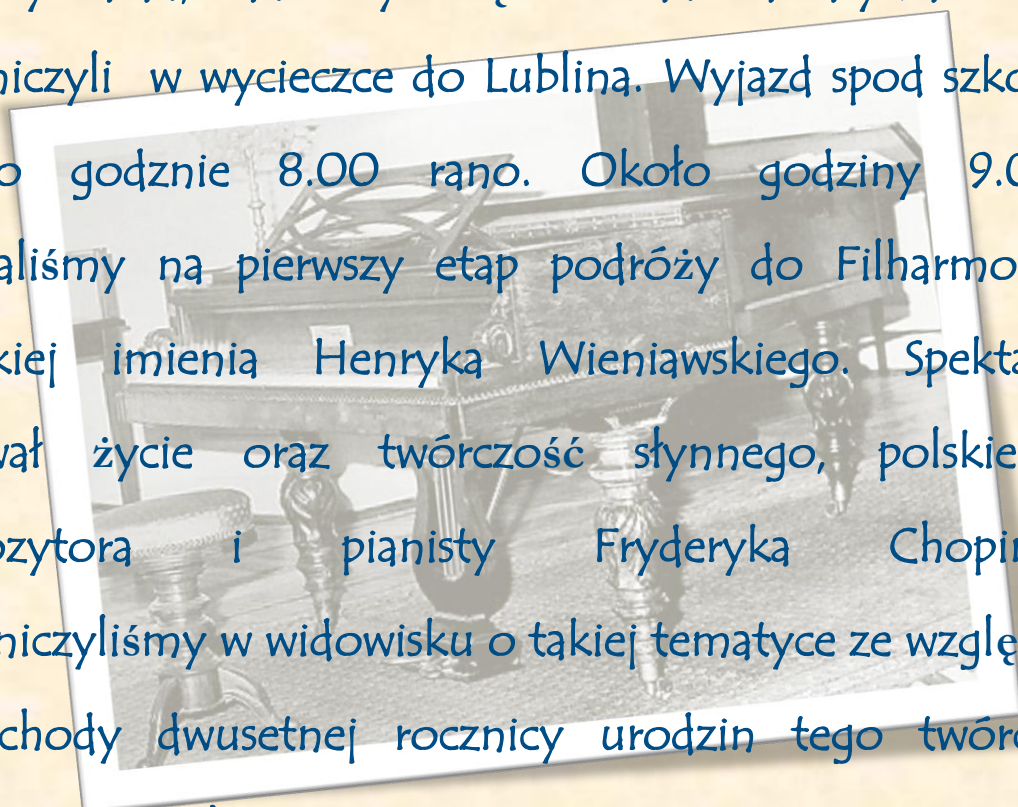 niczyli w wycieczce do Lublina. Wyjazd spod szko
o godznie 8.00 rano. Około godziny 9.0
aliśmy na pierwszy etap podróży do Filharmo
kiej imienia Henryka Wieniawskiego. Spekta
wał życie oraz twórczość słynnego, polskie
ozytora i pianisty Fryderyka Chopin
niczyliśmy w widowisku o takiej tematyce ze wzglę
chody dwusetnej rocznicy urodzin tego twórc